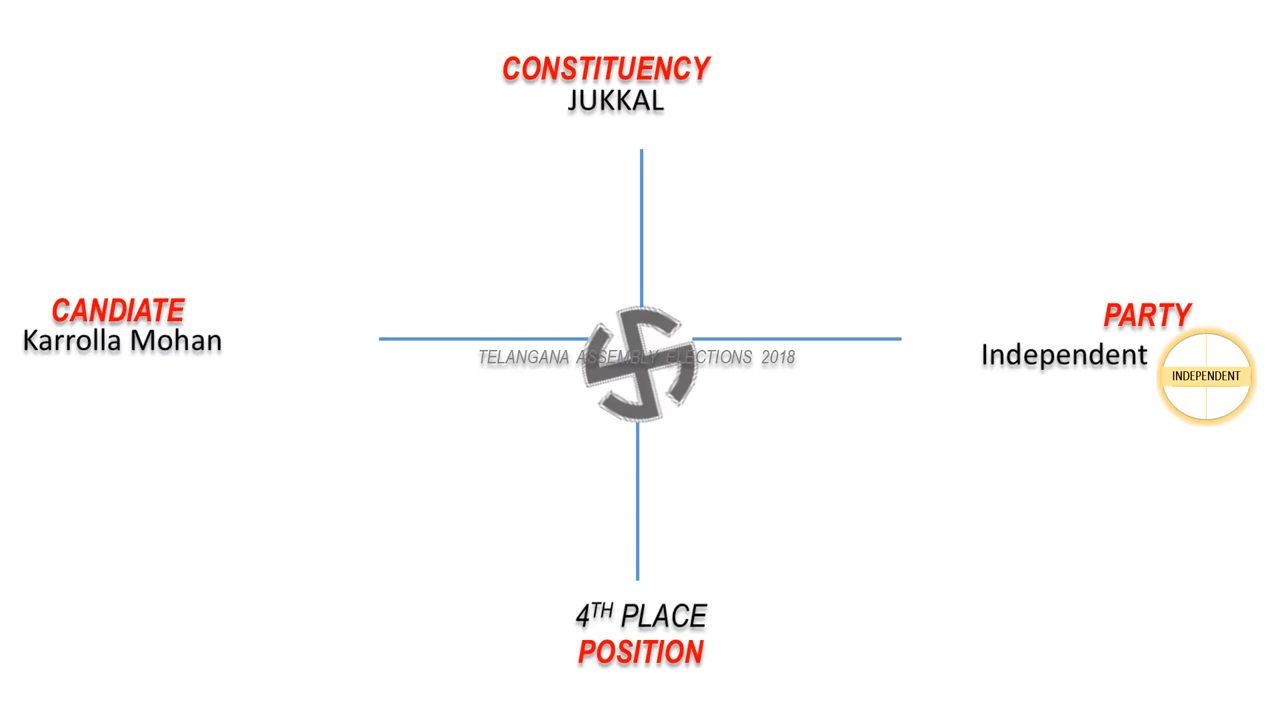 CONSTITUENCY
JUKKAL
CANDIATE
Karrolla Mohan
TELANGANA ASSEMBLY ELECTIONS 2018
PARTY
Independent
INDEPENDENT
4TH PLACE
POSITION